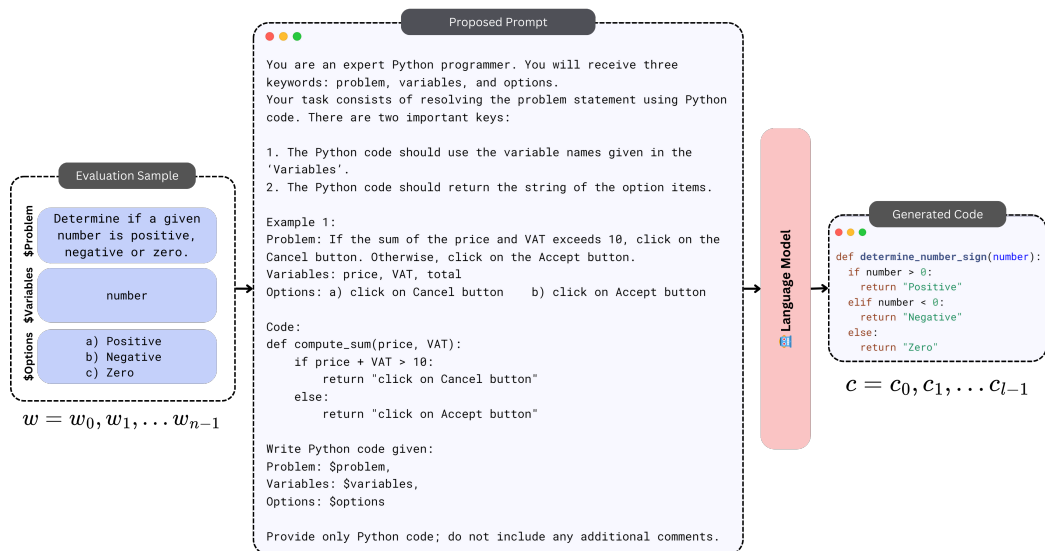 Evaluation Sample
$Problem
Determine if a given
number is positive,
negative or zero.
$Variables
number
$Options
a) Positive
b) Negative
c) Zero
w = w₀, w₁, … wₙ₋₁
Proposed Prompt
You are an expert Python programmer. You will receive three
keywords: problem, variables, and options.
Your task consists of resolving the problem statement using Python
code. There are two important keys:
1. The Python code should use the variable names given in the
‘Variables’.
2. The Python code should return the string of the option items.
Example 1:
Problem: If the sum of the price and VAT exceeds 10, click on the
Cancel button. Otherwise, click on the Accept button.
Variables: price, VAT, total
Options: a) click on Cancel button    b) click on Accept button
Code:
def compute_sum(price, VAT):
    if price + VAT > 10:
        return "click on Cancel button"
    else:
        return "click on Accept button"
Write Python code given:
Problem: $problem,
Variables: $variables,
Options: $options
Provide only Python code; do not include any additional comments.
Language Model
Generated Code
def determine_number_sign(number):
  if number > 0:
    return "Positive"
  elif number < 0:
    return "Negative"
  else:
    return "Zero"
c = c₀, c₁, … cₗ₋₁